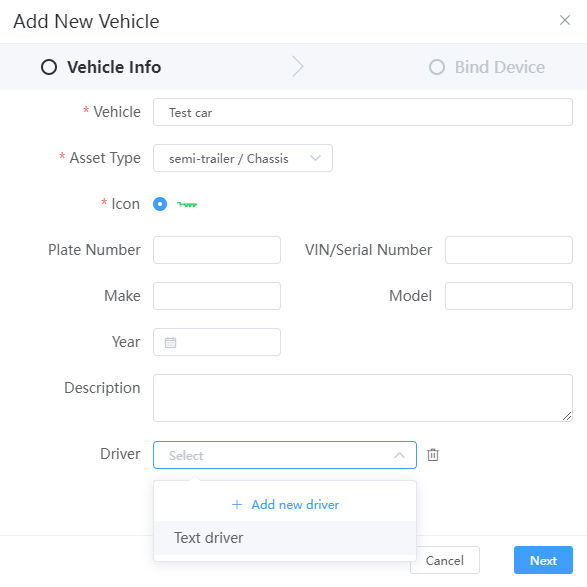 Add New Vehicle
Vehicle Info
Bind Device
* Vehicle Test car
* Asset Type semi-trailer / Chassis
* Icon
Plate Number VIN/Serial Number
Make Model
Year
Description
Driver Select
+ Add new driver
Text driver
Cancel Next